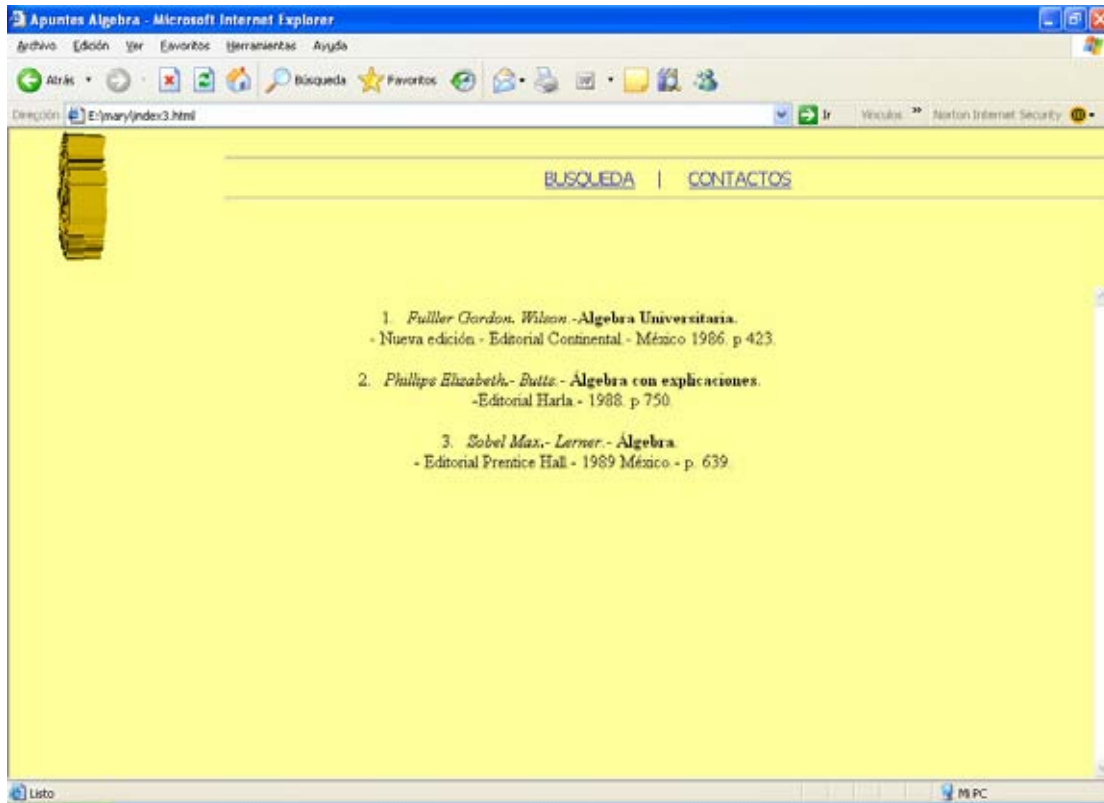 Apuntes Algebra - Microsoft Internet Explorer
Archivo Edición Ver Favoritos Herramientas Ayuda
Atrás Búsqueda Favoritos
Dirección E:\mary\index3.html Ir Vínculos » Norton Internet Security
BUSQUEDA | CONTACTOS
1. Fulller Gordon. Wilson.-Algebra Universitaria.
- Nueva edición - Editorial Continental.- México 1986. p 423.
2. Phillips Elizabeth.- Butts.- Álgebra con explicaciones.
-Editorial Harla.- 1988. p 750.
3. Sobel Max.- Lerner.- Álgebra.
- Editorial Prentice Hall.- 1989 México.- p. 639.
Listo Mi PC